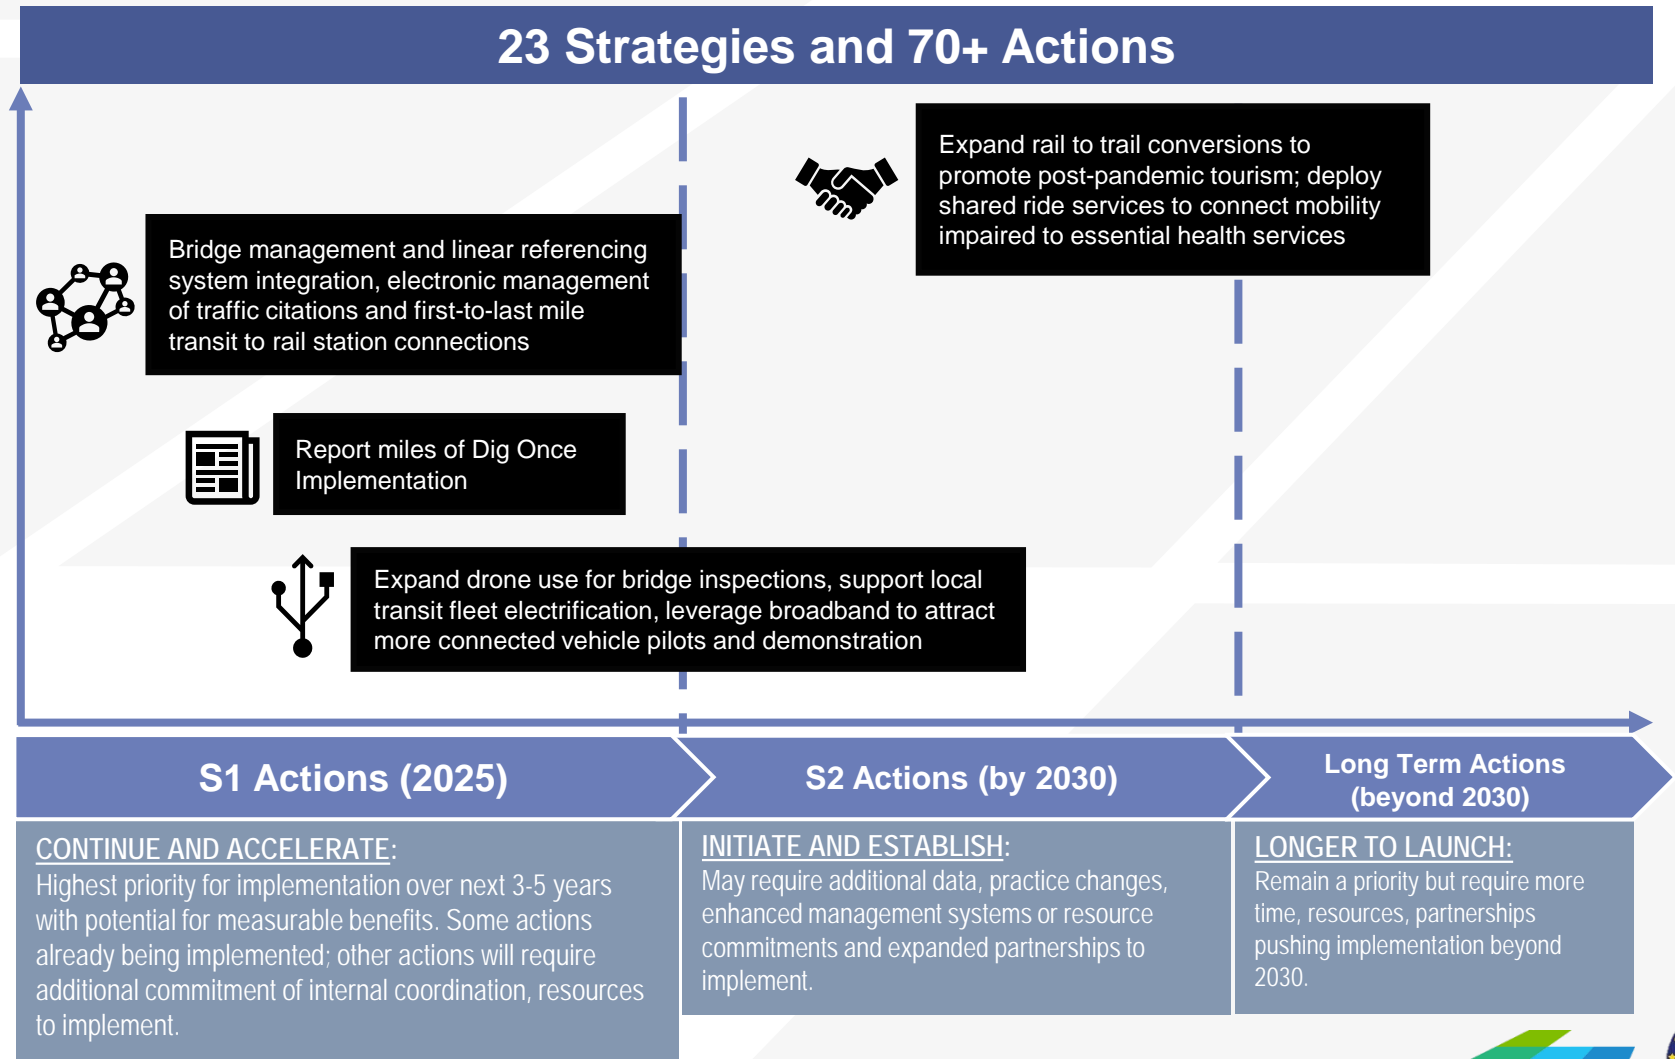 23 Strategies and 70+ Actions
Expand rail to trail conversions to
promote post-pandemic tourism; deploy
shared ride services to connect mobility
impaired to essential health services
Bridge management and linear referencing
system integration, electronic management
of traffic citations and first-to-last mile
transit to rail station connections
Report miles of Dig Once
Implementation
Expand drone use for bridge inspections, support local
transit fleet electrification, leverage broadband to attract
more connected vehicle pilots and demonstration
S1 Actions (2025)
S2 Actions (by 2030)
Long Term Actions
(beyond 2030)
CONTINUE AND ACCELERATE:
Highest priority for implementation over next 3-5 years
with potential for measurable benefits. Some actions
already being implemented; other actions will require
additional commitment of internal coordination, resources
to implement.
INITIATE AND ESTABLISH:
May require additional data, practice changes,
enhanced management systems or resource
commitments and expanded partnerships to
implement.
LONGER TO LAUNCH:
Remain a priority but require more
time, resources, partnerships
pushing implementation beyond
2030.